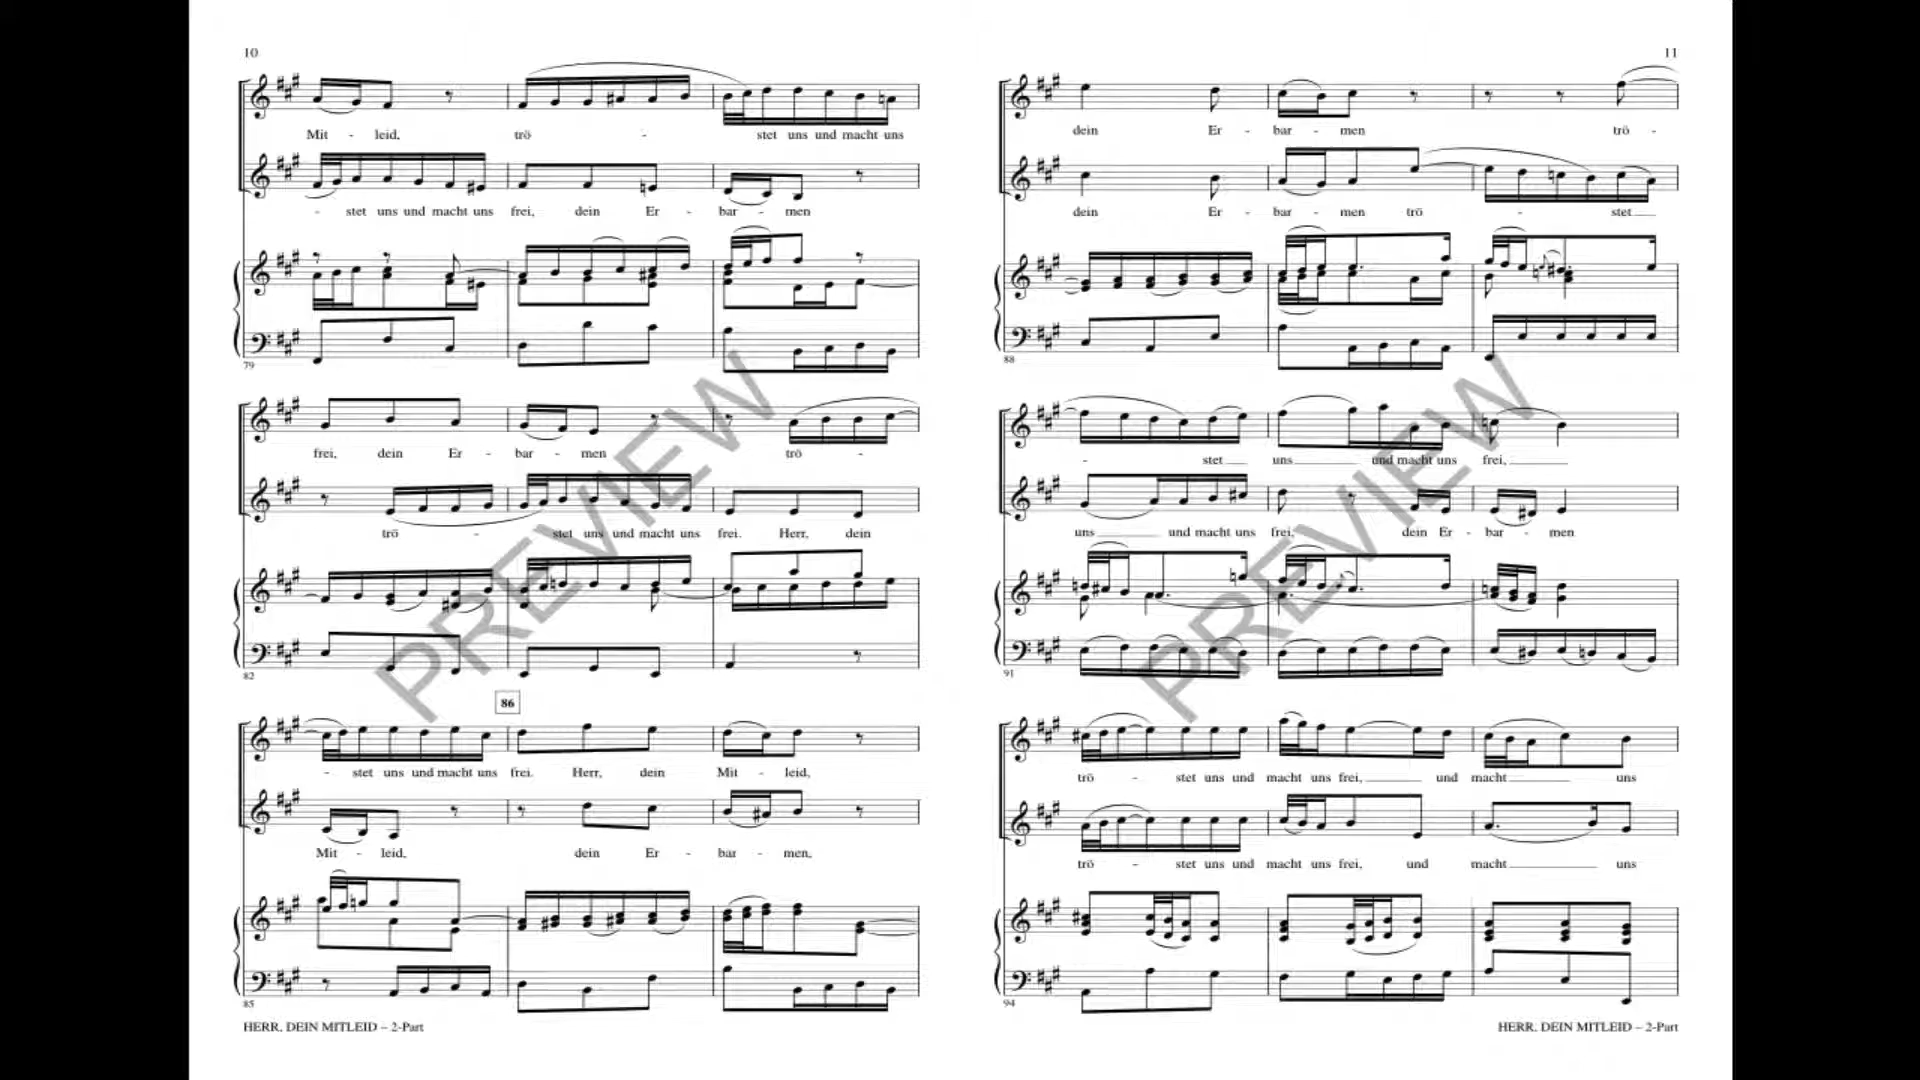 10
Mit - leid, trö - stet uns und macht uns
- stet uns und macht uns frei, dein Er - bar - men
79
frei, dein Er - bar - men trö -
trö - stet uns und macht uns frei. Herr, dein
82
86
- stet uns und macht uns frei. Herr, dein Mit - leid,
Mit - leid, dein Er - bar - men,
85
HERR, DEIN MITLEID – 2-Part
PREVIEW
11
dein Er - bar - men trö -
dein Er - bar - men trö - stet
88
- stet uns und macht uns frei,
uns und macht uns frei, dein Er - bar - men
91
trö - stet uns und macht uns frei, und macht uns
trö - stet uns und macht uns frei, und macht uns
94
HERR, DEIN MITLEID – 2-Part
PREVIEW